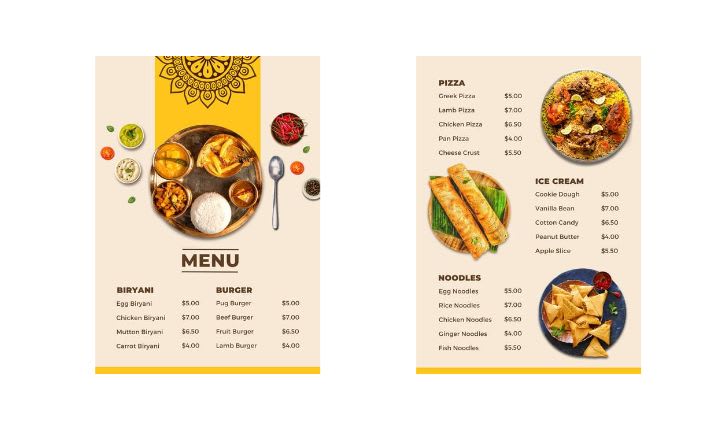 MENU
BIRYANI
Egg Biryani $5.00
Chicken Biryani $7.00
Mutton Biryani $6.50
Carrot Biryani $4.00
BURGER
Pug Burger $5.00
Beef Burger $7.00
Fruit Burger $6.50
Lamb Burger $4.00
PIZZA
Greek Pizza $5.00
Lamb Pizza $7.00
Chicken Pizza $6.50
Pan Pizza $4.00
Cheese Crust $5.50
ICE CREAM
Cookie Dough $5.00
Vanilla Bean $7.00
Cotton Candy $6.50
Peanut Butter $4.00
Apple Slice $5.50
NOODLES
Egg Noodles $5.00
Rice Noodles $7.00
Chicken Noodles $6.50
Ginger Noodles $4.00
Fish Noodles $5.50